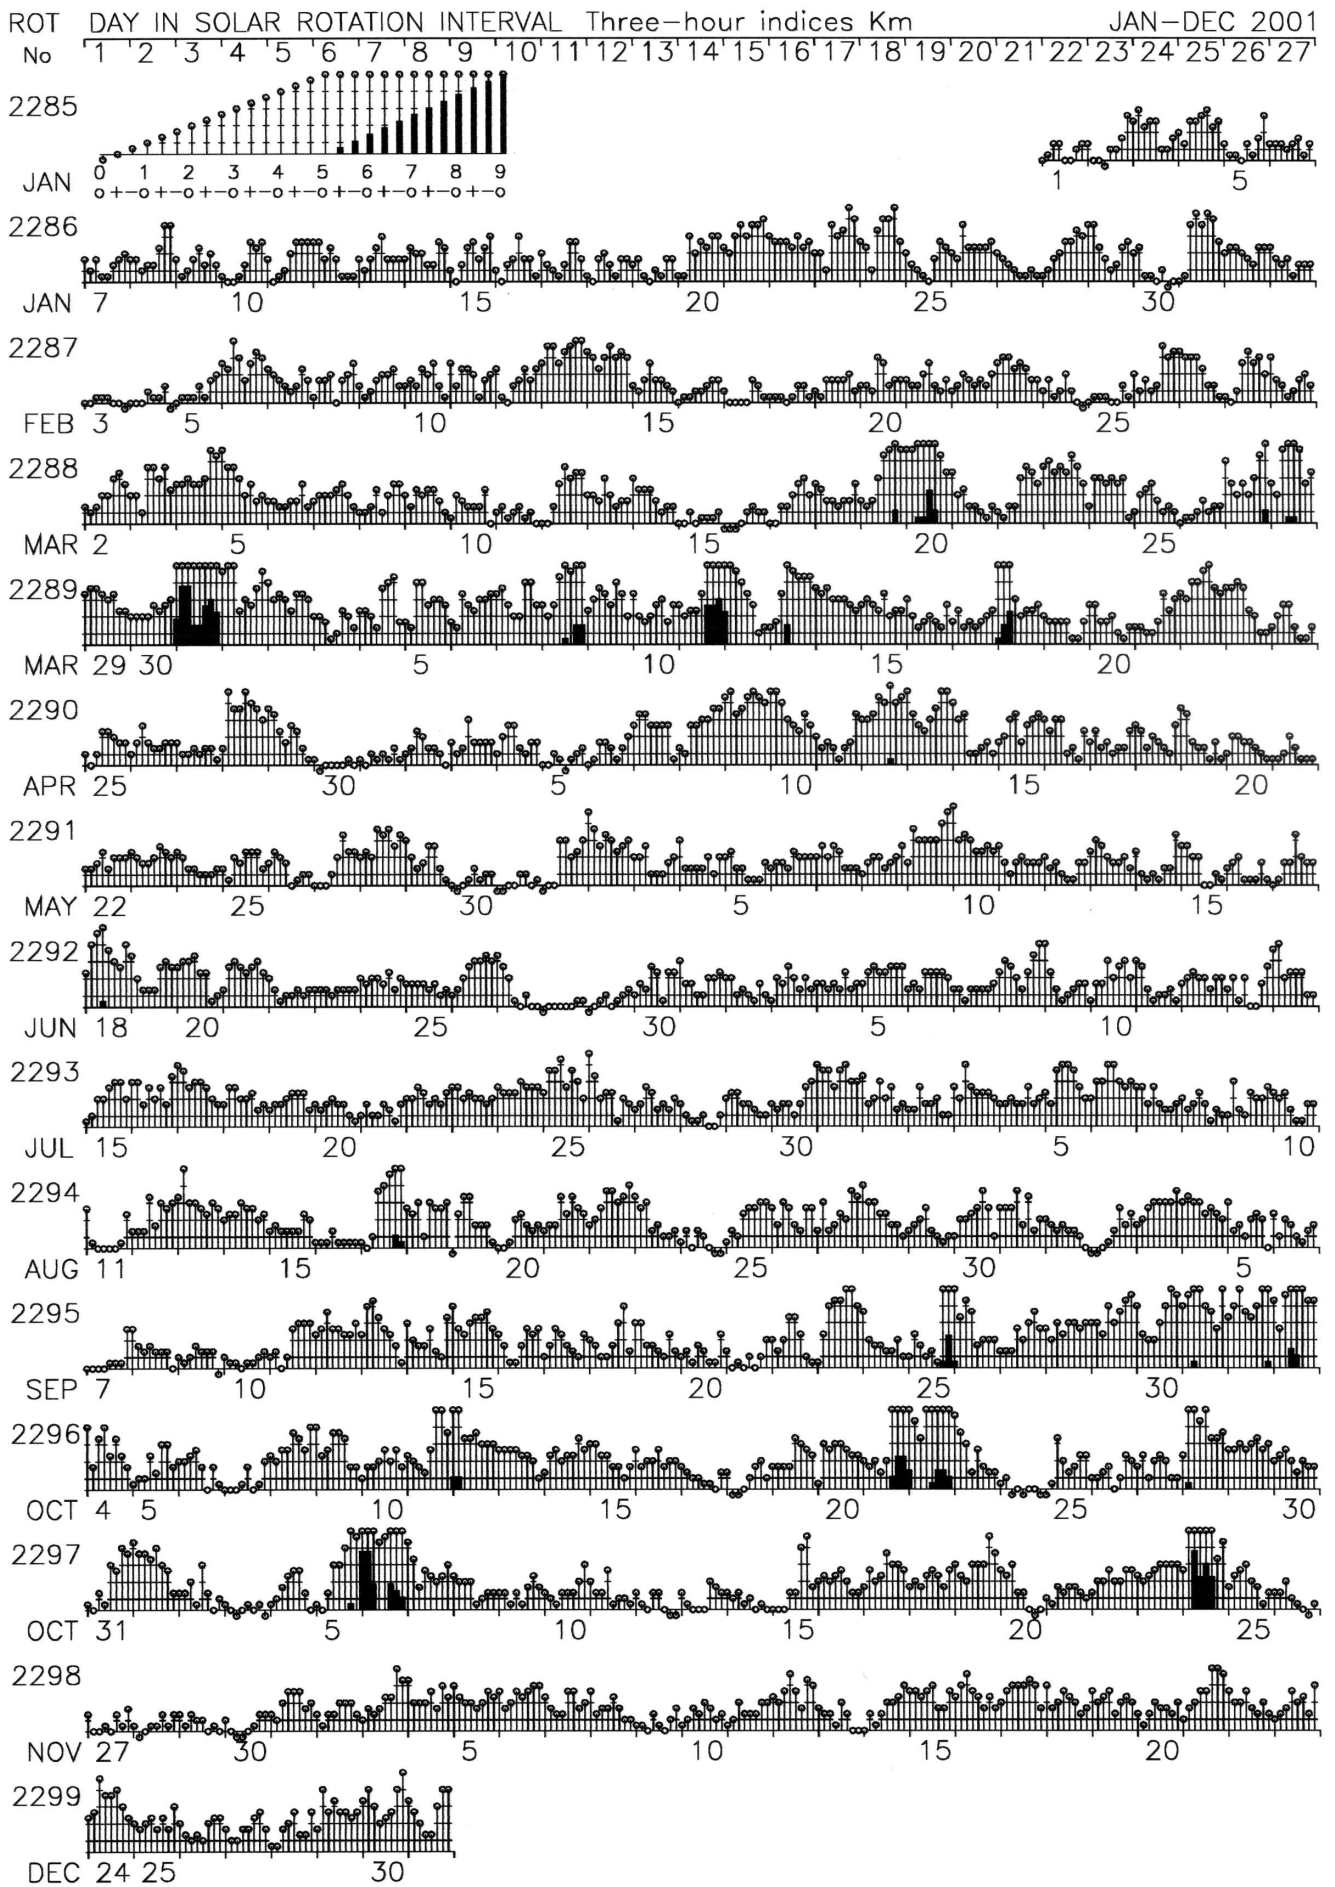 ROT DAY IN SOLAR ROTATION INTERVAL Three-hour indices Km JAN-DEC 2001
No 1 2 3 4 5 6 7 8 9 10 11 12 13 14 15 16 17 18 19 20 21 22 23 24 25 26 27
2285
0 1 2 3 4 5 6 7 8 9
JAN 1 5
o+-o+-o+-o+-o+-o+-o+-o+-o+-o
2286
JAN 7 10 15 20 25 30
2287
FEB 3 5 10 15 20 25
2288
MAR 2 5 10 15 20 25
2289
MAR 29 30 5 10 15 20
2290
APR 25 30 5 10 15 20
2291
MAY 22 25 30 5 10 15
2292
JUN 18 20 25 30 5 10
2293
JUL 15 20 25 30 5 10
2294
AUG 11 15 20 25 30 5
2295
SEP 7 10 15 20 25 30
2296
OCT 4 5 10 15 20 25 30
2297
OCT 31 5 10 15 20 25
2298
NOV 27 30 5 10 15 20
2299
DEC 24 25 30